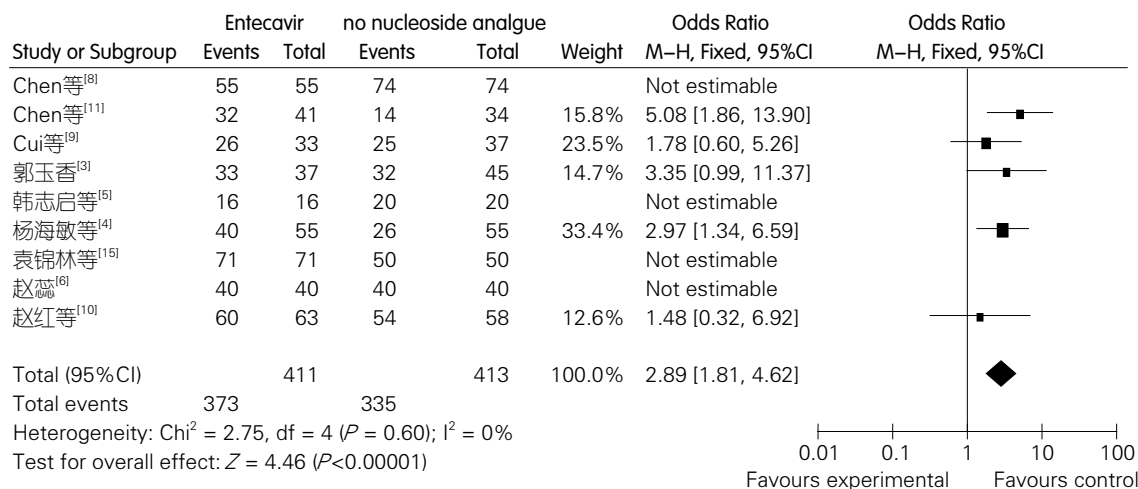 Entecavir no nucleoside analgue Odds Ratio Odds Ratio
Study or Subgroup Events Total Events Total Weight M–H, Fixed, 95%CI M–H, Fixed, 95%CI
Chen等[8] 55 55 74 74 Not estimable
Chen等[11] 32 41 14 34 15.8% 5.08 [1.86, 13.90]
Cui等[9] 26 33 25 37 23.5% 1.78 [0.60, 5.26]
郭玉香[3] 33 37 32 45 14.7% 3.35 [0.99, 11.37]
韩志启等[5] 16 16 20 20 Not estimable
杨海敏等[4] 40 55 26 55 33.4% 2.97 [1.34, 6.59]
袁锦林等[15] 71 71 50 50 Not estimable
赵蕊[6] 40 40 40 40 Not estimable
赵红等[10] 60 63 54 58 12.6% 1.48 [0.32, 6.92]
Total (95%CI) 411 413 100.0% 2.89 [1.81, 4.62]
Total events 373 335
Heterogeneity: Chi² = 2.75, df = 4 (P = 0.60); I² = 0%
Test for overall effect: Z = 4.46 (P<0.00001)
0.01 0.1 1 10 100
Favours experimental Favours control